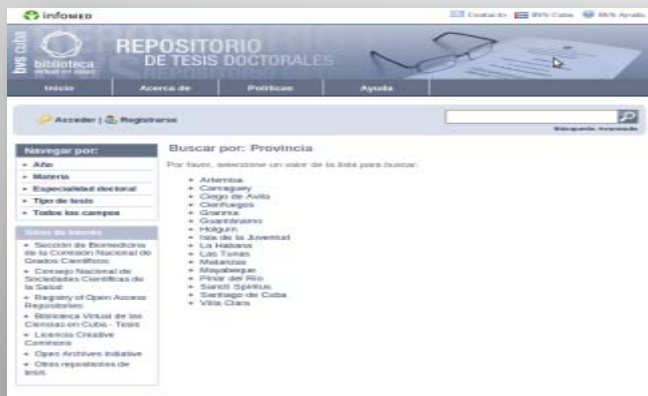 infomed
Contacto BVS Cuba BVS Ayuda
bvs cuba
biblioteca
virtual en salud
REPOSITORIO
DE TESIS DOCTORALES
Inicio Acerca de Políticas Ayuda
Acceder | Registrarse
Búsqueda Avanzada
Navegar por:
Año
Materia
Especialidad doctoral
Tipo de tesis
Todos los campos
Sitios de interés
Sección de Biomedicina
de la Comisión Nacional de
Grados Científicos
Consejo Nacional de
Sociedades Científicas de
la Salud
Registry of Open Access
Repositories
Biblioteca Virtual de las
Ciencias en Cuba - Tesis
Licencia Creative
Commons
Open Archives Initiative
Otros repositorios de
tesis
Buscar por: Provincia
Por favor, seleccione un valor de la lista para buscar.
Artemisa
Camaguey
Ciego de Avila
Cienfuegos
Granma
Guantánamo
Holguín
Isla de la Juventud
La Habana
Las Tunas
Matanzas
Mayabeque
Pinar del Río
Sancti Spíritus
Santiago de Cuba
Villa Clara